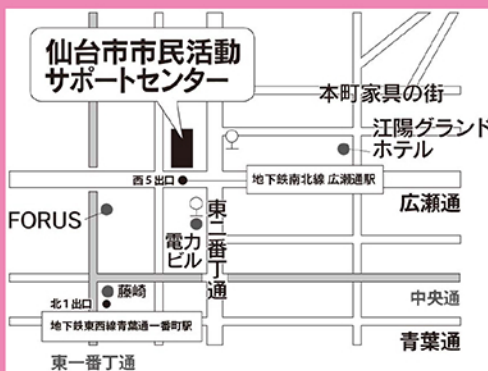 仙台市市民活動
サポートセンター
本町家具の街
江陽グランド
ホテル
西5出口
地下鉄南北線 広瀬通駅
広瀬通
FORUS
電力
ビル
東二番丁通
藤崎
北1出口
中央通
地下鉄東西線青葉通一番町駅
青葉通
東一番丁通